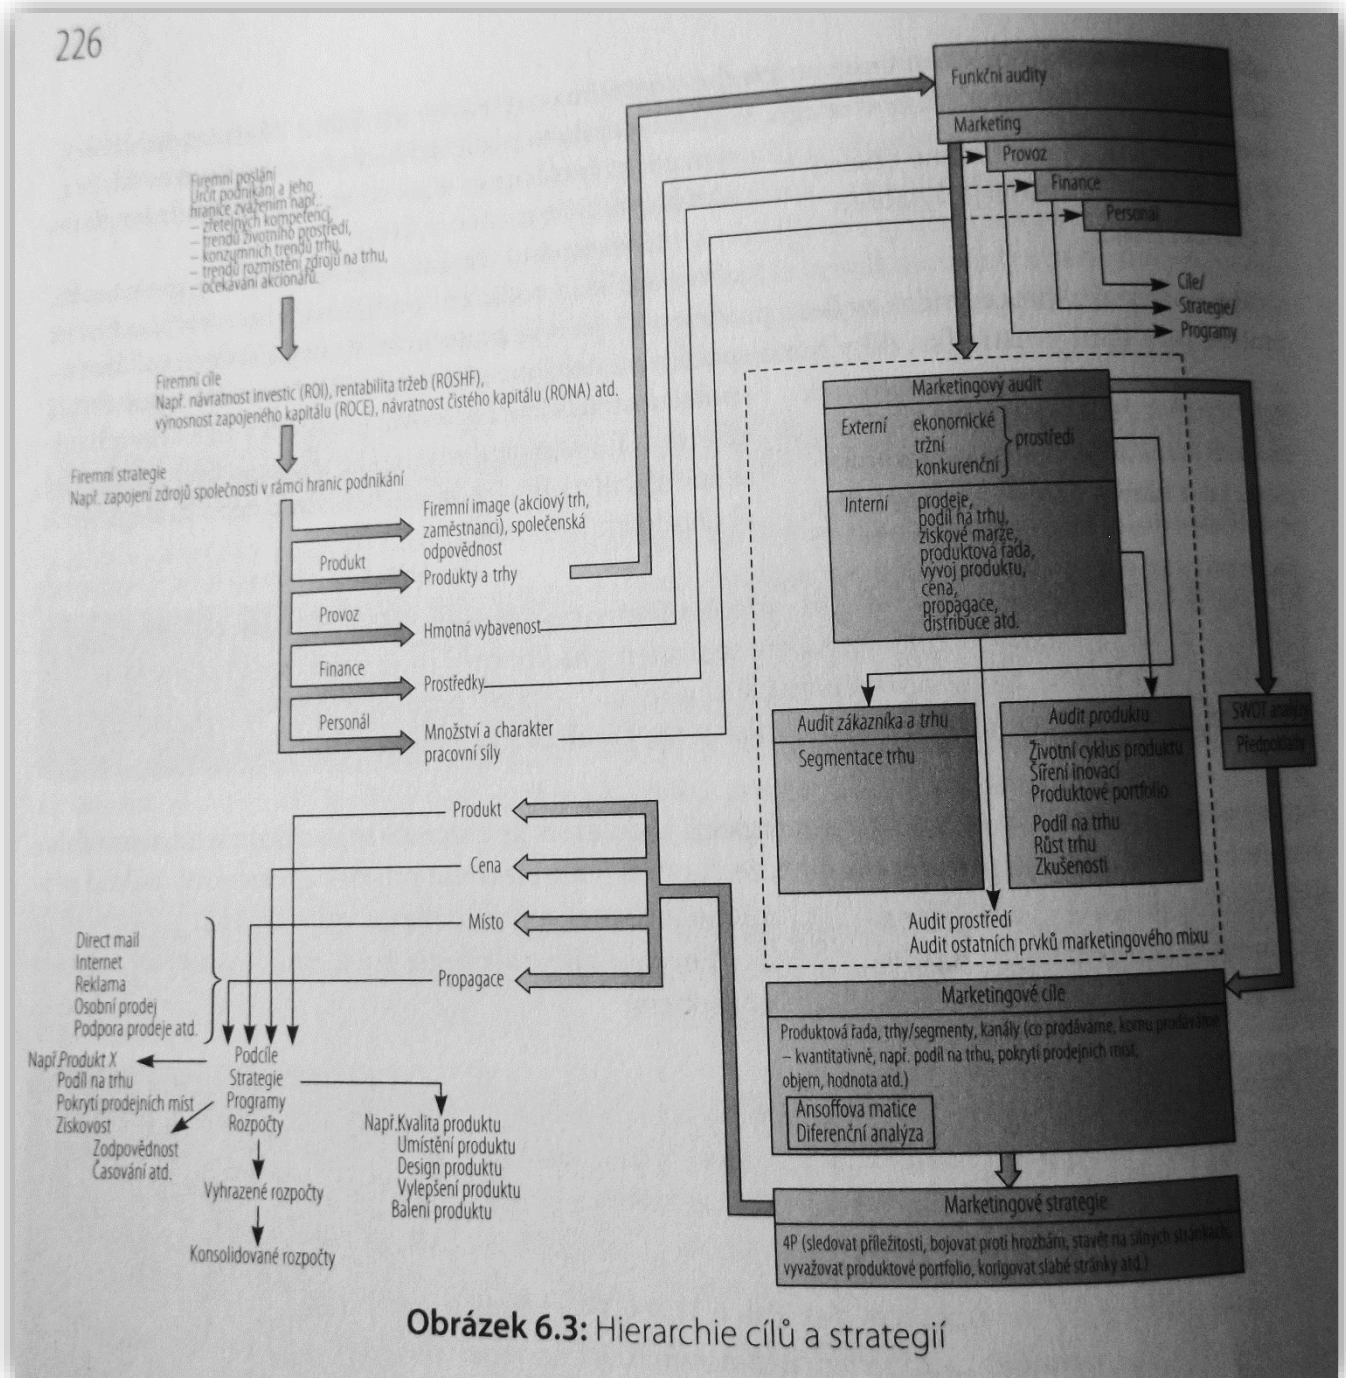 226
Firemní poslání
Určit podnikání a jeho
hranice zvážením např.:
– zřetelných kompetencí,
– trendů životního prostředí,
– konzumních trendů trhu,
– trendů rozmístění zdrojů na trhu,
– očekávání akcionářů.
Firemní cíle
Např. návratnost investic (ROI), rentabilita tržeb (ROSHF),
výnosnost zapojeného kapitálu (ROCE), návratnost čistého kapitálu (RONA) atd.
Firemní strategie
Např. zapojení zdrojů společnosti v rámci hranic podnikání
Firemní image (akciový trh,
zaměstnanci), společenská
odpovědnost
Produkt
Produkty a trhy
Provoz
Hmotná vybavenost
Finance
Prostředky
Personál
Množství a charakter
pracovní síly
Funkční audity
Marketing
Provoz
Finance
Personál
Cíle/
Strategie/
Programy
Marketingový audit
Externí
ekonomické
tržní
konkurenční
prostředí
Interní
prodeje,
podíl na trhu,
ziskové marže,
produktová řada,
vývoj produktu,
cena,
propagace,
distribuce atd.
Audit zákazníka a trhu
Segmentace trhu
Audit produktu
Životní cyklus produktu
Šíření inovací
Produktové portfolio
Podíl na trhu
Růst trhu
Zkušenosti
SWOT analýzy
Předpoklady
Audit prostředí
Audit ostatních prvků marketingového mixu
Marketingové cíle
Produktová řada, trhy/segmenty, kanály (co prodáváme, komu prodáváme
– kvantitativně, např. podíl na trhu, pokrytí prodejních míst,
objem, hodnota atd.)
Ansoffova matice
Diferenční analýza
Marketingové strategie
4P (sledovat příležitosti, bojovat proti hrozbám, stavět na silných stránkách,
vyvažovat produktové portfolio, korigovat slabé stránky atd.)
Produkt
Cena
Místo
Propagace
Direct mail
Internet
Reklama
Osobní prodej
Podpora prodeje atd.
Podcíle
Strategie
Programy
Rozpočty
Např.Produkt X
Podíl na trhu
Pokrytí prodejních míst
Ziskovost
Zodpovědnost
Časování atd.
Např.Kvalita produktu
Umístění produktu
Design produktu
Vylepšení produktu
Balení produktu
Vyhrazené rozpočty
Konsolidované rozpočty
Obrázek 6.3: Hierarchie cílů a strategií